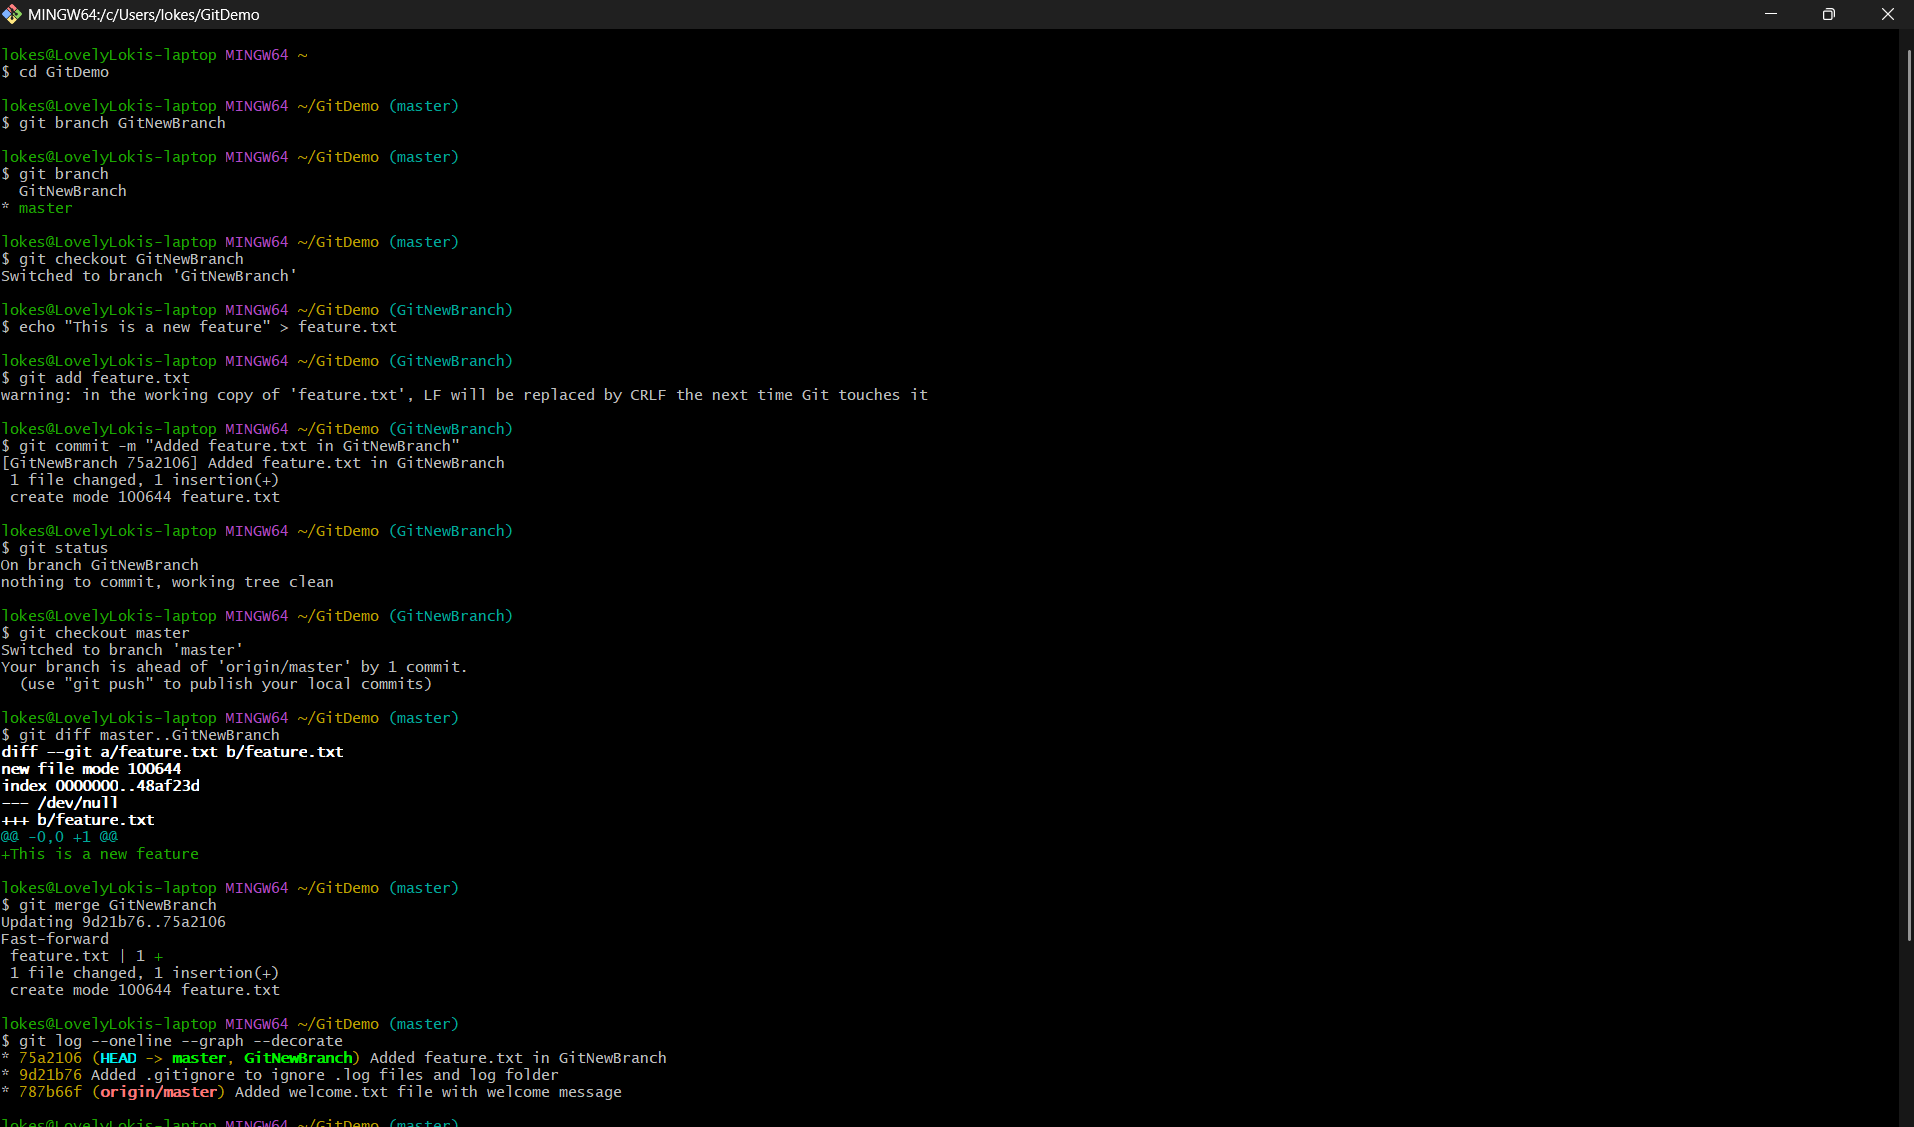 MINGW64:/c/Users/lokes/GitDemo
lokes@LovelyLokis-laptop MINGW64 ~
$ cd GitDemo
lokes@LovelyLokis-laptop MINGW64 ~/GitDemo (master)
$ git branch GitNewBranch
lokes@LovelyLokis-laptop MINGW64 ~/GitDemo (master)
$ git branch
  GitNewBranch
* master
lokes@LovelyLokis-laptop MINGW64 ~/GitDemo (master)
$ git checkout GitNewBranch
Switched to branch 'GitNewBranch'
lokes@LovelyLokis-laptop MINGW64 ~/GitDemo (GitNewBranch)
$ echo "This is a new feature" > feature.txt
lokes@LovelyLokis-laptop MINGW64 ~/GitDemo (GitNewBranch)
$ git add feature.txt
warning: in the working copy of 'feature.txt', LF will be replaced by CRLF the next time Git touches it
lokes@LovelyLokis-laptop MINGW64 ~/GitDemo (GitNewBranch)
$ git commit -m "Added feature.txt in GitNewBranch"
[GitNewBranch 75a2106] Added feature.txt in GitNewBranch
 1 file changed, 1 insertion(+)
 create mode 100644 feature.txt
lokes@LovelyLokis-laptop MINGW64 ~/GitDemo (GitNewBranch)
$ git status
On branch GitNewBranch
nothing to commit, working tree clean
lokes@LovelyLokis-laptop MINGW64 ~/GitDemo (GitNewBranch)
$ git checkout master
Switched to branch 'master'
Your branch is ahead of 'origin/master' by 1 commit.
  (use "git push" to publish your local commits)
lokes@LovelyLokis-laptop MINGW64 ~/GitDemo (master)
$ git diff master..GitNewBranch
diff --git a/feature.txt b/feature.txt
new file mode 100644
index 0000000..48af23d
--- /dev/null
+++ b/feature.txt
@@ -0,0 +1 @@
+This is a new feature
lokes@LovelyLokis-laptop MINGW64 ~/GitDemo (master)
$ git merge GitNewBranch
Updating 9d21b76..75a2106
Fast-forward
 feature.txt | 1 +
 1 file changed, 1 insertion(+)
 create mode 100644 feature.txt
lokes@LovelyLokis-laptop MINGW64 ~/GitDemo (master)
$ git log --oneline --graph --decorate
* 75a2106 (HEAD -> master, GitNewBranch) Added feature.txt in GitNewBranch
* 9d21b76 Added .gitignore to ignore .log files and log folder
* 787b66f (origin/master) Added welcome.txt file with welcome message
lokes@LovelyLokis-laptop MINGW64 ~/GitDemo (master)